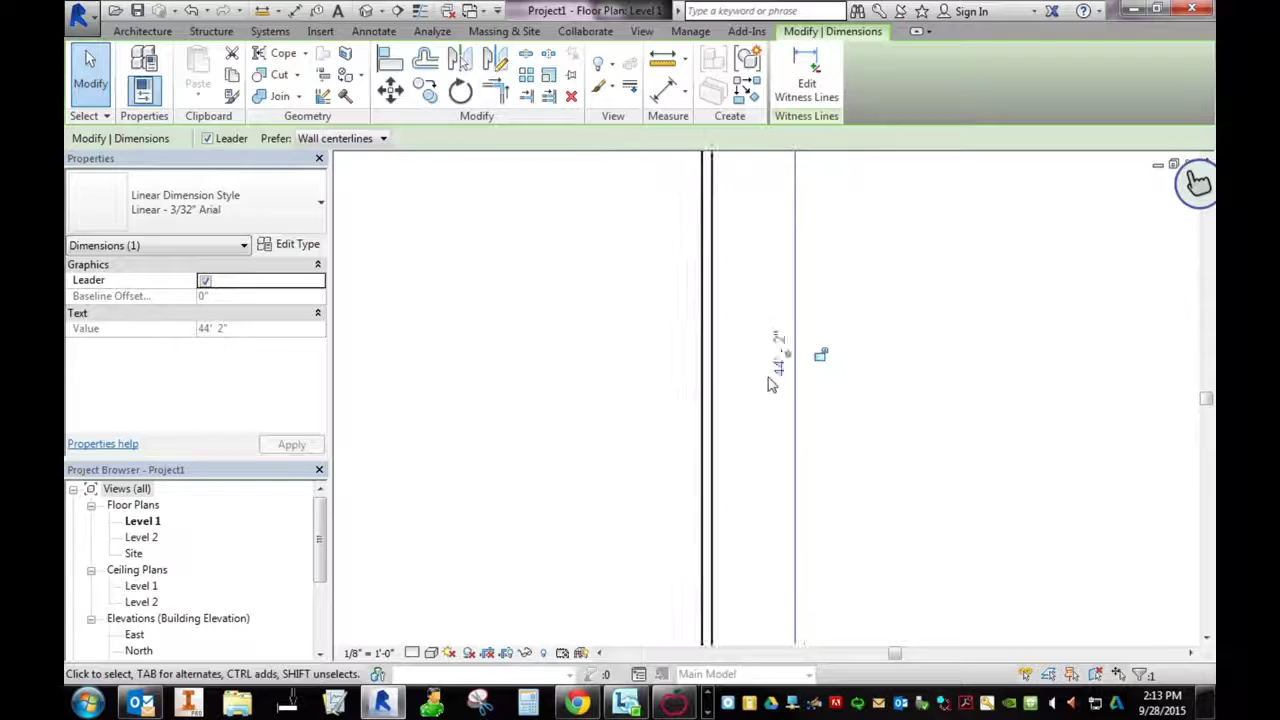 Project1 - Floor Plan: Level 1
Type a keyword or phrase
Sign In
Architecture Structure Systems Insert Annotate Analyze Massing & Site Collaborate View Manage Add-Ins Modify | Dimensions
Modify
Paste
Cope
Cut
Join
Edit
Witness Lines
Select Properties Clipboard Geometry Modify View Measure Create Witness Lines
Modify | Dimensions Leader Prefer: Wall centerlines
Properties
Linear Dimension Style
Linear - 3/32" Arial
Dimensions (1) Edit Type
Graphics
Leader
Baseline Offset... 0"
Text
Value 44' 2"
44' - 2"
Properties help Apply
Project Browser - Project1
Views (all)
Floor Plans
Level 1
Level 2
Site
Ceiling Plans
Level 1
Level 2
Elevations (Building Elevation)
East
North
1/8" = 1'-0"
Click to select, TAB for alternates, CTRL adds, SHIFT unselects.
:0
Main Model
:1
2:13 PM
9/28/2015